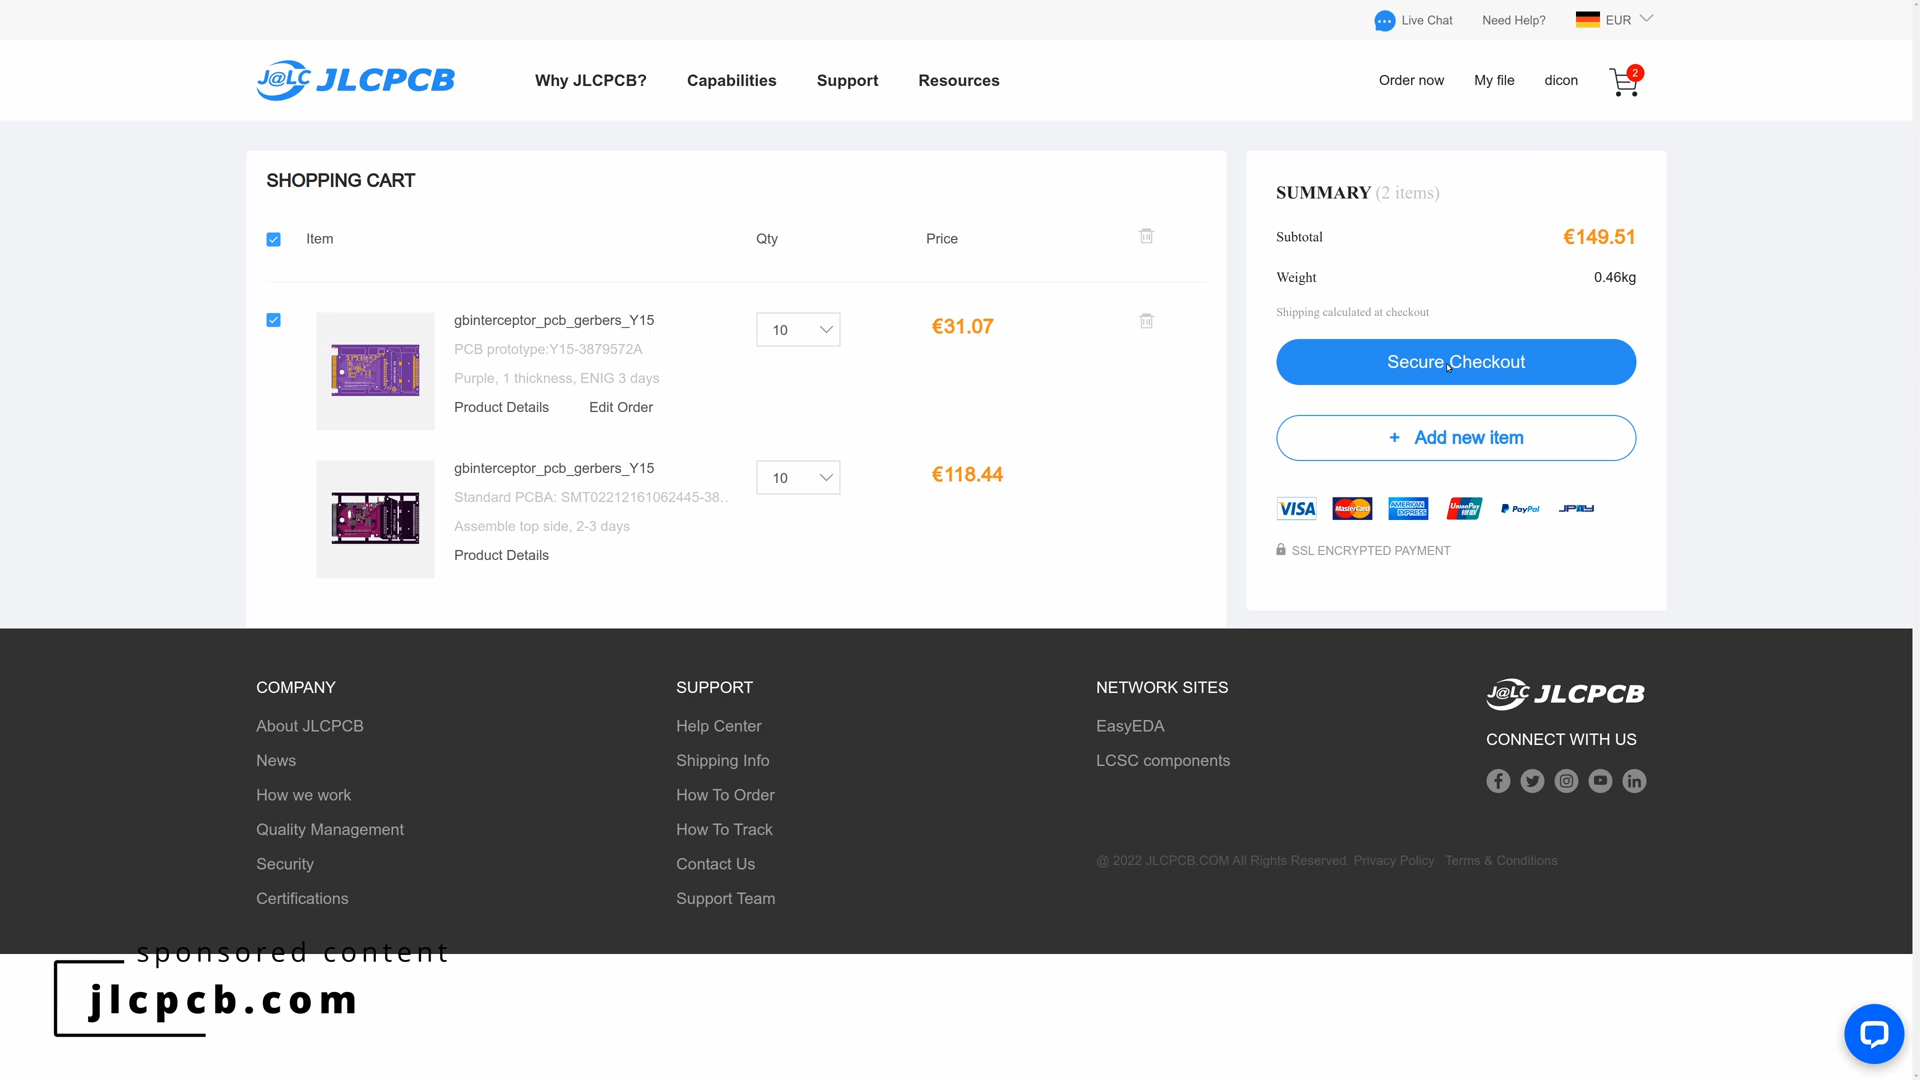 Live Chat
Need Help?
EUR
J@LC JLCPCB
Why JLCPCB?
Capabilities
Support
Resources
Order now
My file
dicon
2
SHOPPING CART
Item
Qty
Price
gbinterceptor_pcb_gerbers_Y15
PCB prototype:Y15-3879572A
Purple, 1 thickness, ENIG 3 days
Product Details
Edit Order
10
€31.07
gbinterceptor_pcb_gerbers_Y15
Standard PCBA: SMT02212161062445-38..
Assemble top side, 2-3 days
Product Details
10
€118.44
SUMMARY (2 items)
Subtotal
€149.51
Weight
0.46kg
Shipping calculated at checkout
Secure Checkout
+ Add new item
VISA
MasterCard
AMERICAN EXPRESS
UnionPay
PayPal
JPAY
SSL ENCRYPTED PAYMENT
COMPANY
About JLCPCB
News
How we work
Quality Management
Security
Certifications
SUPPORT
Help Center
Shipping Info
How To Order
How To Track
Contact Us
Support Team
NETWORK SITES
EasyEDA
LCSC components
J@LC JLCPCB
CONNECT WITH US
@ 2022 JLCPCB.COM All Rights Reserved. Privacy Policy Terms & Conditions
sponsored content
jlcpcb.com